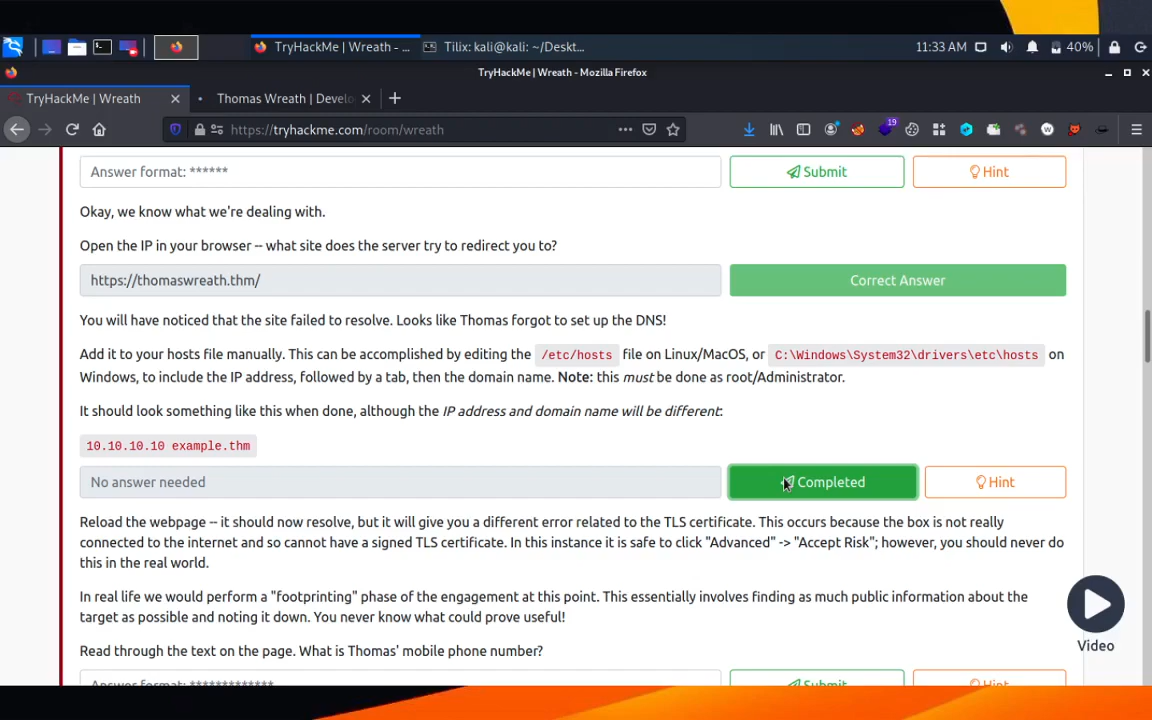 TryHackMe | Wreath - ...
Tilix: kali@kali: ~/Deskt...
11:33 AM
40%
TryHackMe | Wreath - Mozilla Firefox
TryHackMe | Wreath
Thomas Wreath | Develo
https://tryhackme.com/room/wreath
19
Answer format: ******
Submit
Hint
Okay, we know what we're dealing with.
Open the IP in your browser -- what site does the server try to redirect you to?
https://thomaswreath.thm/
Correct Answer
You will have noticed that the site failed to resolve. Looks like Thomas forgot to set up the DNS!
Add it to your hosts file manually. This can be accomplished by editing the /etc/hosts file on Linux/MacOS, or C:\Windows\System32\drivers\etc\hosts on
Windows, to include the IP address, followed by a tab, then the domain name. Note: this must be done as root/Administrator.
It should look something like this when done, although the IP address and domain name will be different:
10.10.10.10 example.thm
No answer needed
Completed
Hint
Reload the webpage -- it should now resolve, but it will give you a different error related to the TLS certificate. This occurs because the box is not really
connected to the internet and so cannot have a signed TLS certificate. In this instance it is safe to click "Advanced" -> "Accept Risk"; however, you should never do
this in the real world.
In real life we would perform a "footprinting" phase of the engagement at this point. This essentially involves finding as much public information about the
target as possible and noting it down. You never know what could prove useful!
Video
Read through the text on the page. What is Thomas' mobile phone number?
Answer format: *************
Submit
Hint